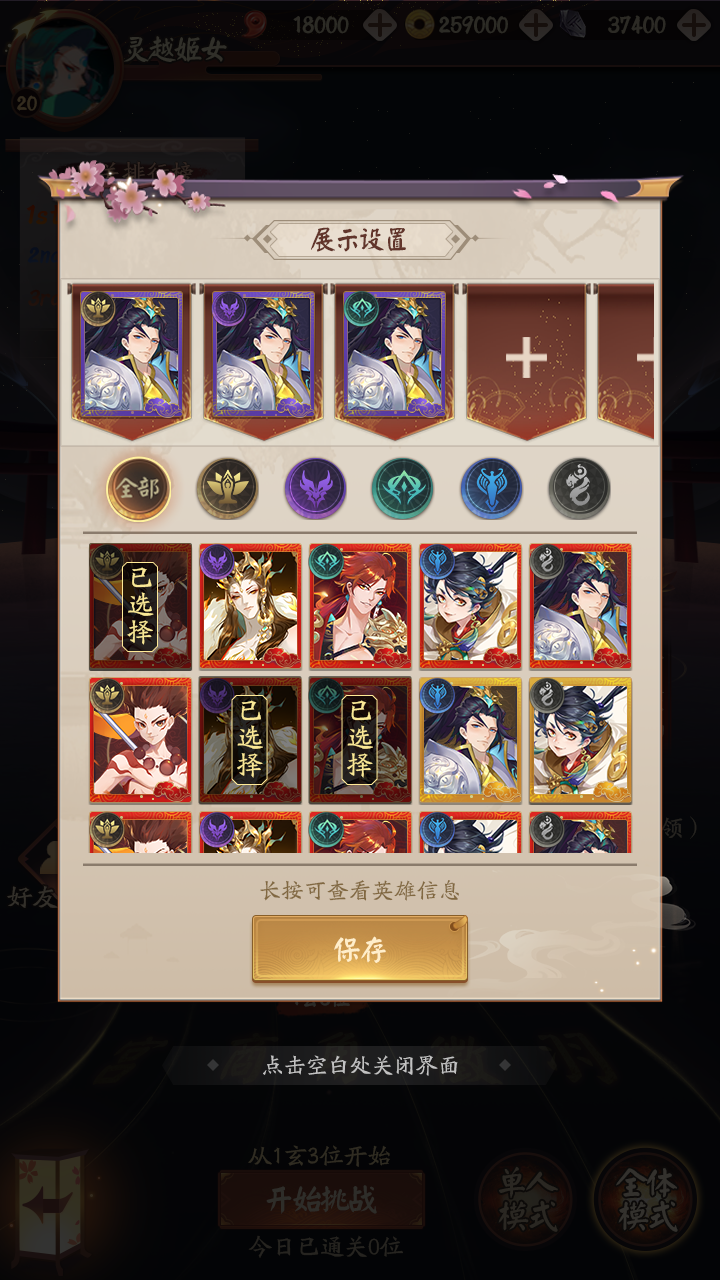 18000
259000
37400
灵越姬女
20
排行榜
展示设置
全部
已选择
已选择
已选择
领）
好友
长按可查看英雄信息
保存
点击空白处关闭界面
从1玄3位开始
开始挑战
今日已通关0位
单人
模式
全体
模式